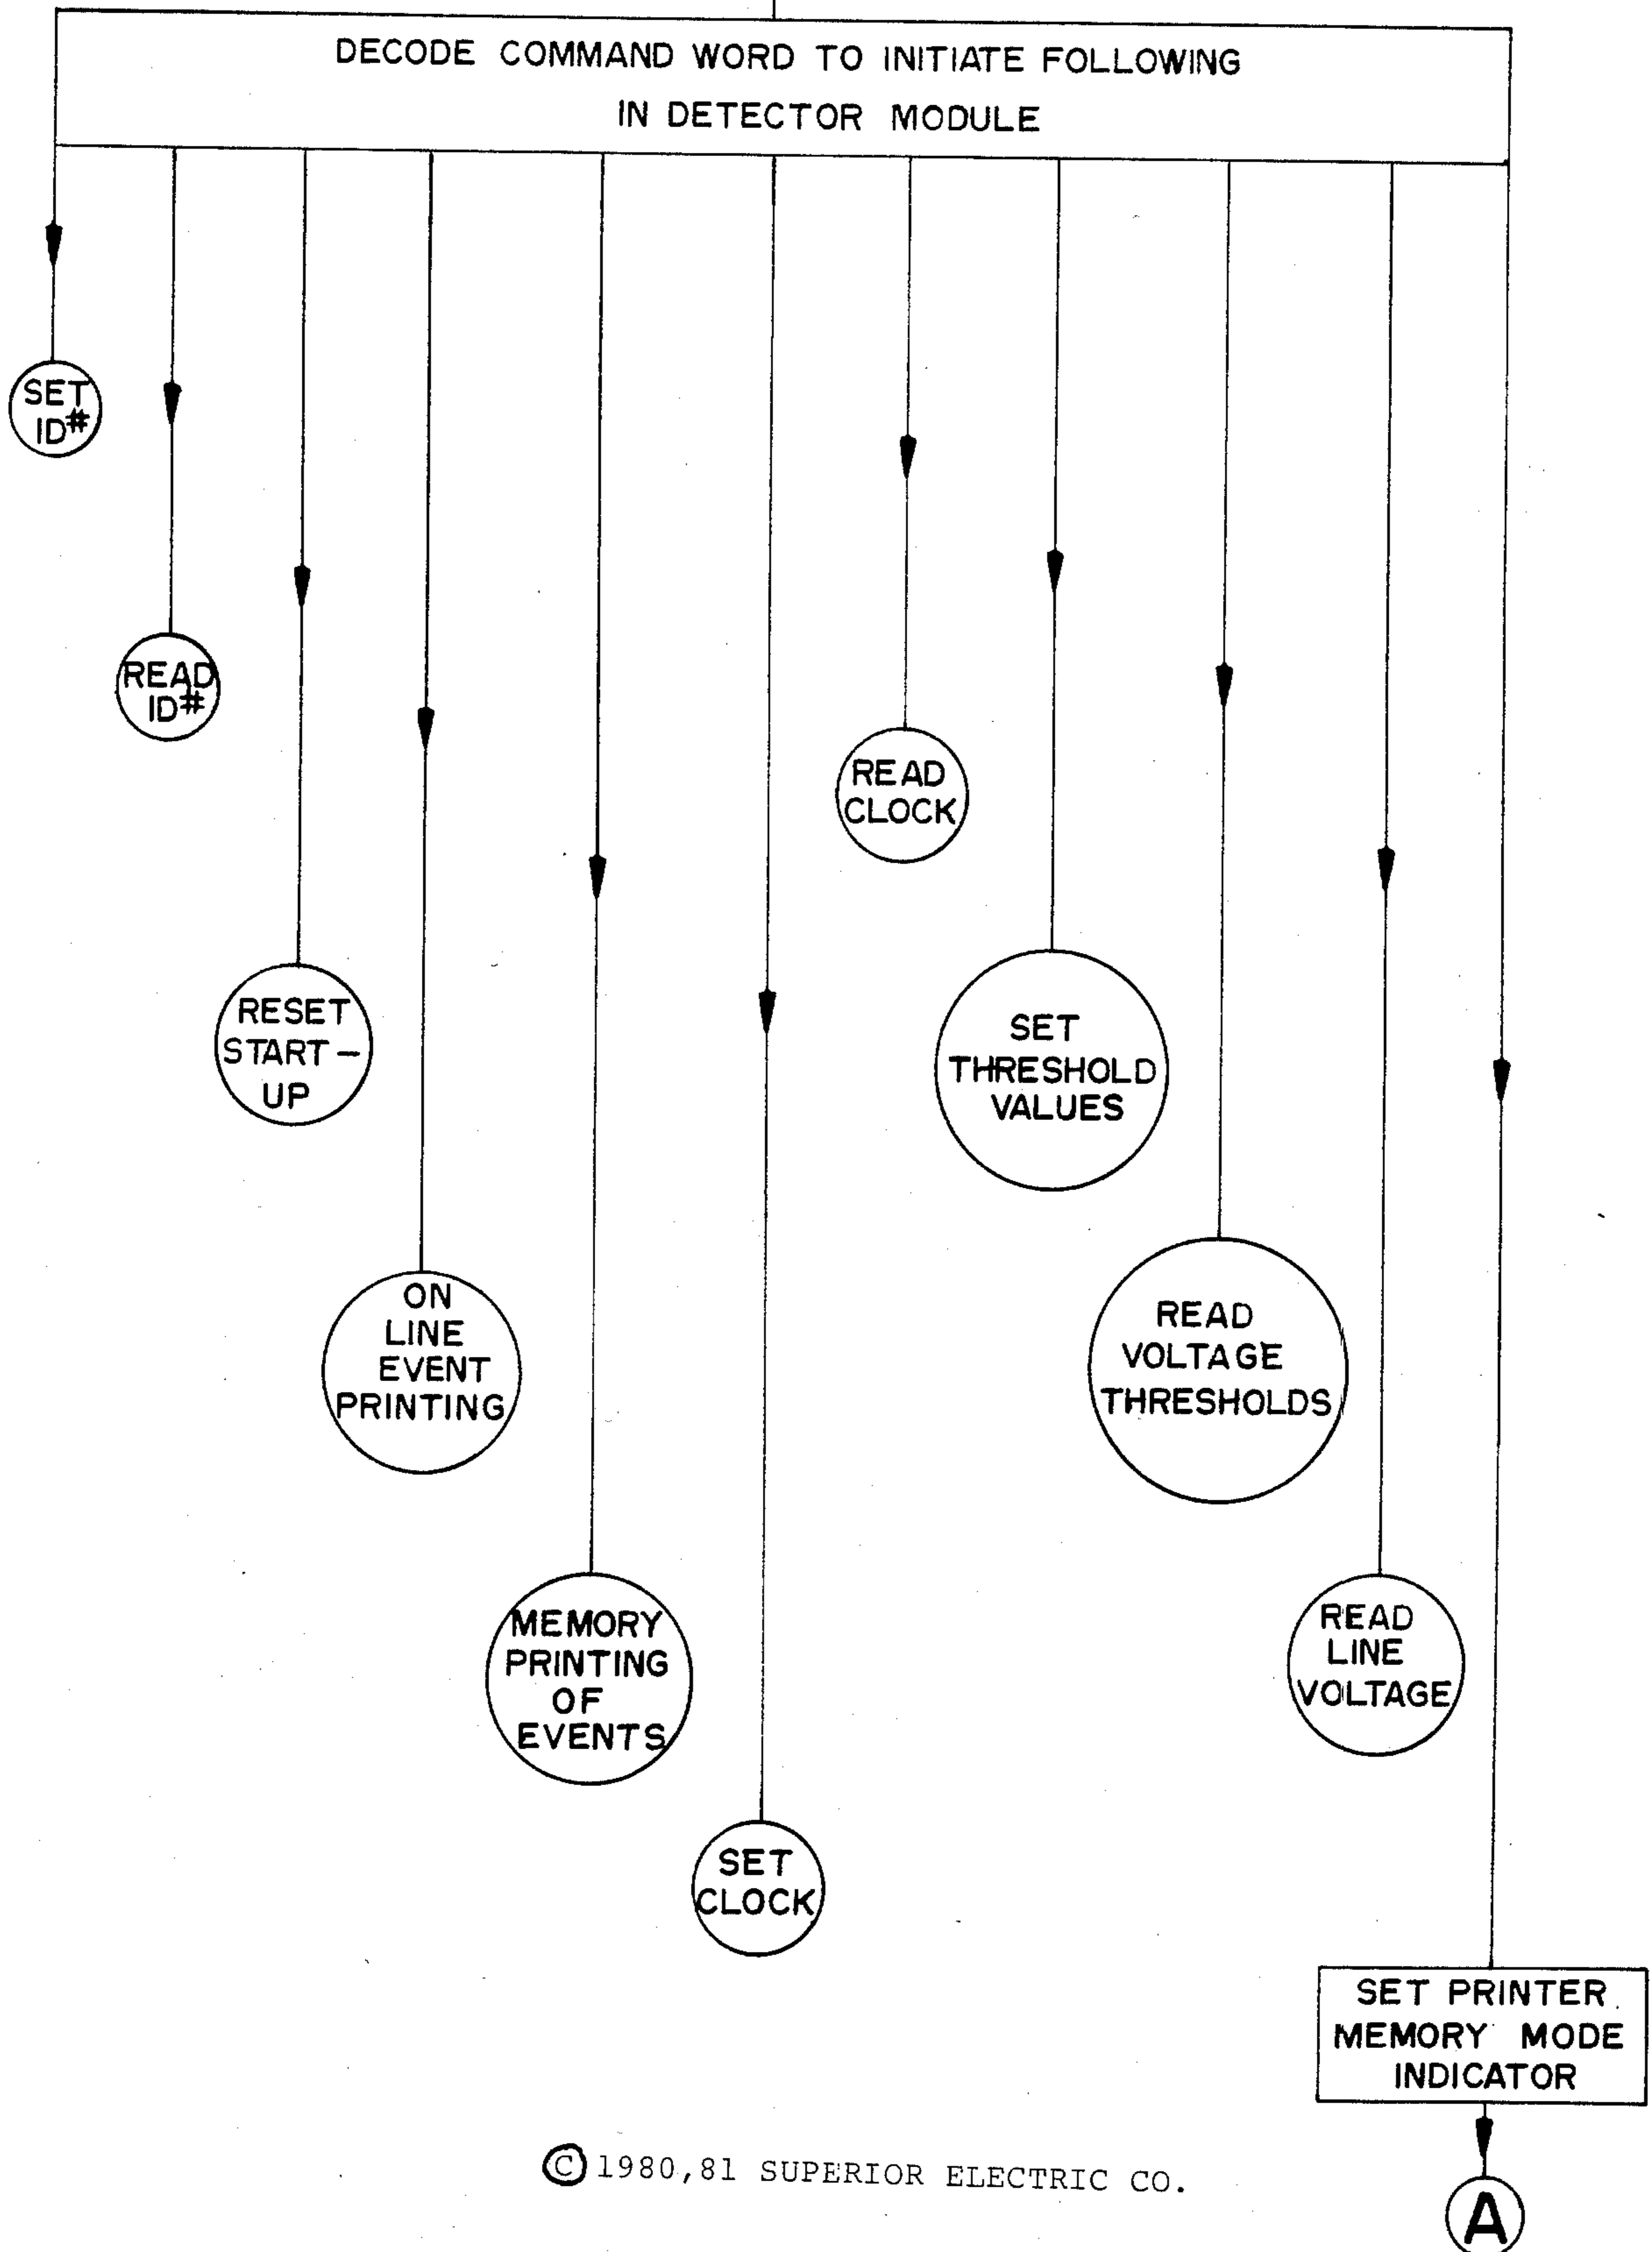 DECODE COMMAND WORD TO INITIATE FOLLOWING
IN DETECTOR MODULE
SET
ID#
READ
ID#
RESET
START-
UP
ON
LINE
EVENT
PRINTING
MEMORY
PRINTING
OF
EVENTS
SET
CLOCK
READ
CLOCK
SET
THRESHOLD
VALUES
READ
VOLTAGE
THRESHOLDS
READ
LINE
VOLTAGE
SET PRINTER
MEMORY MODE
INDICATOR
A
© 1980,81 SUPERIOR ELECTRIC CO.